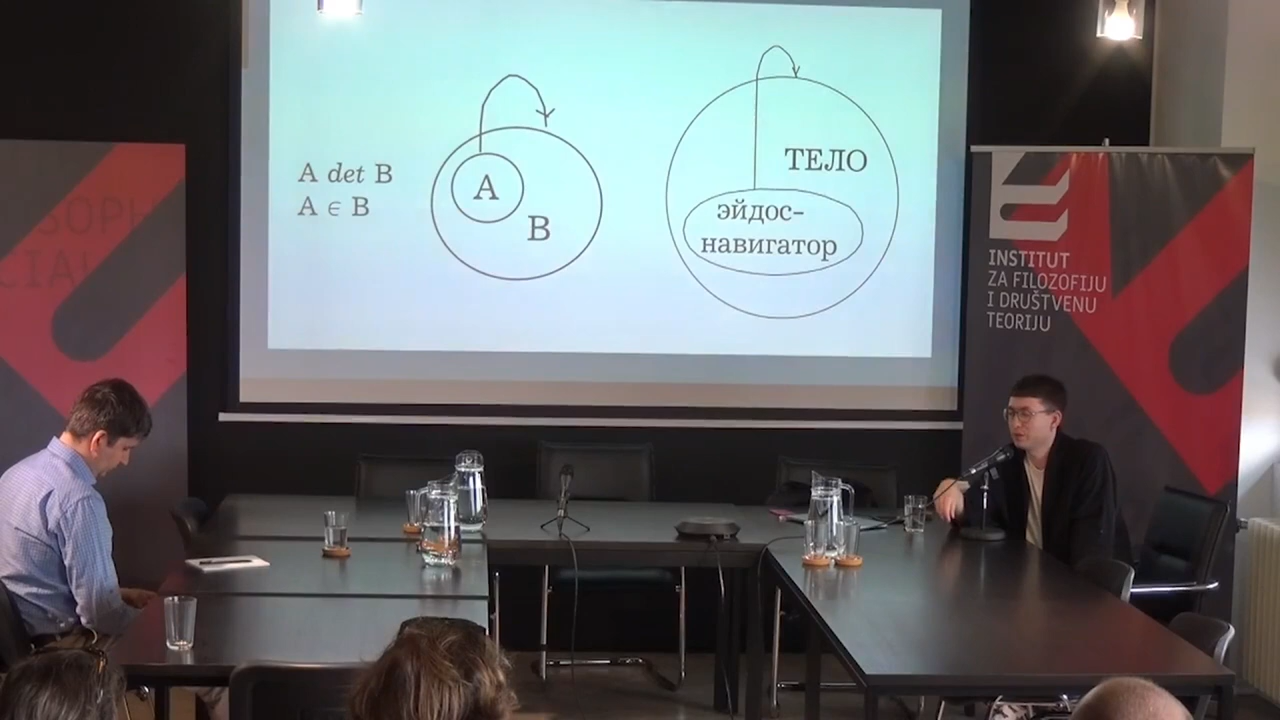 A det B
A ∈ B
A
B
ТЕЛО
эйдос-
навигатор
INSTITUT
ZA FILOZOFIJU
I DRUŠTVENU
TEORIJU